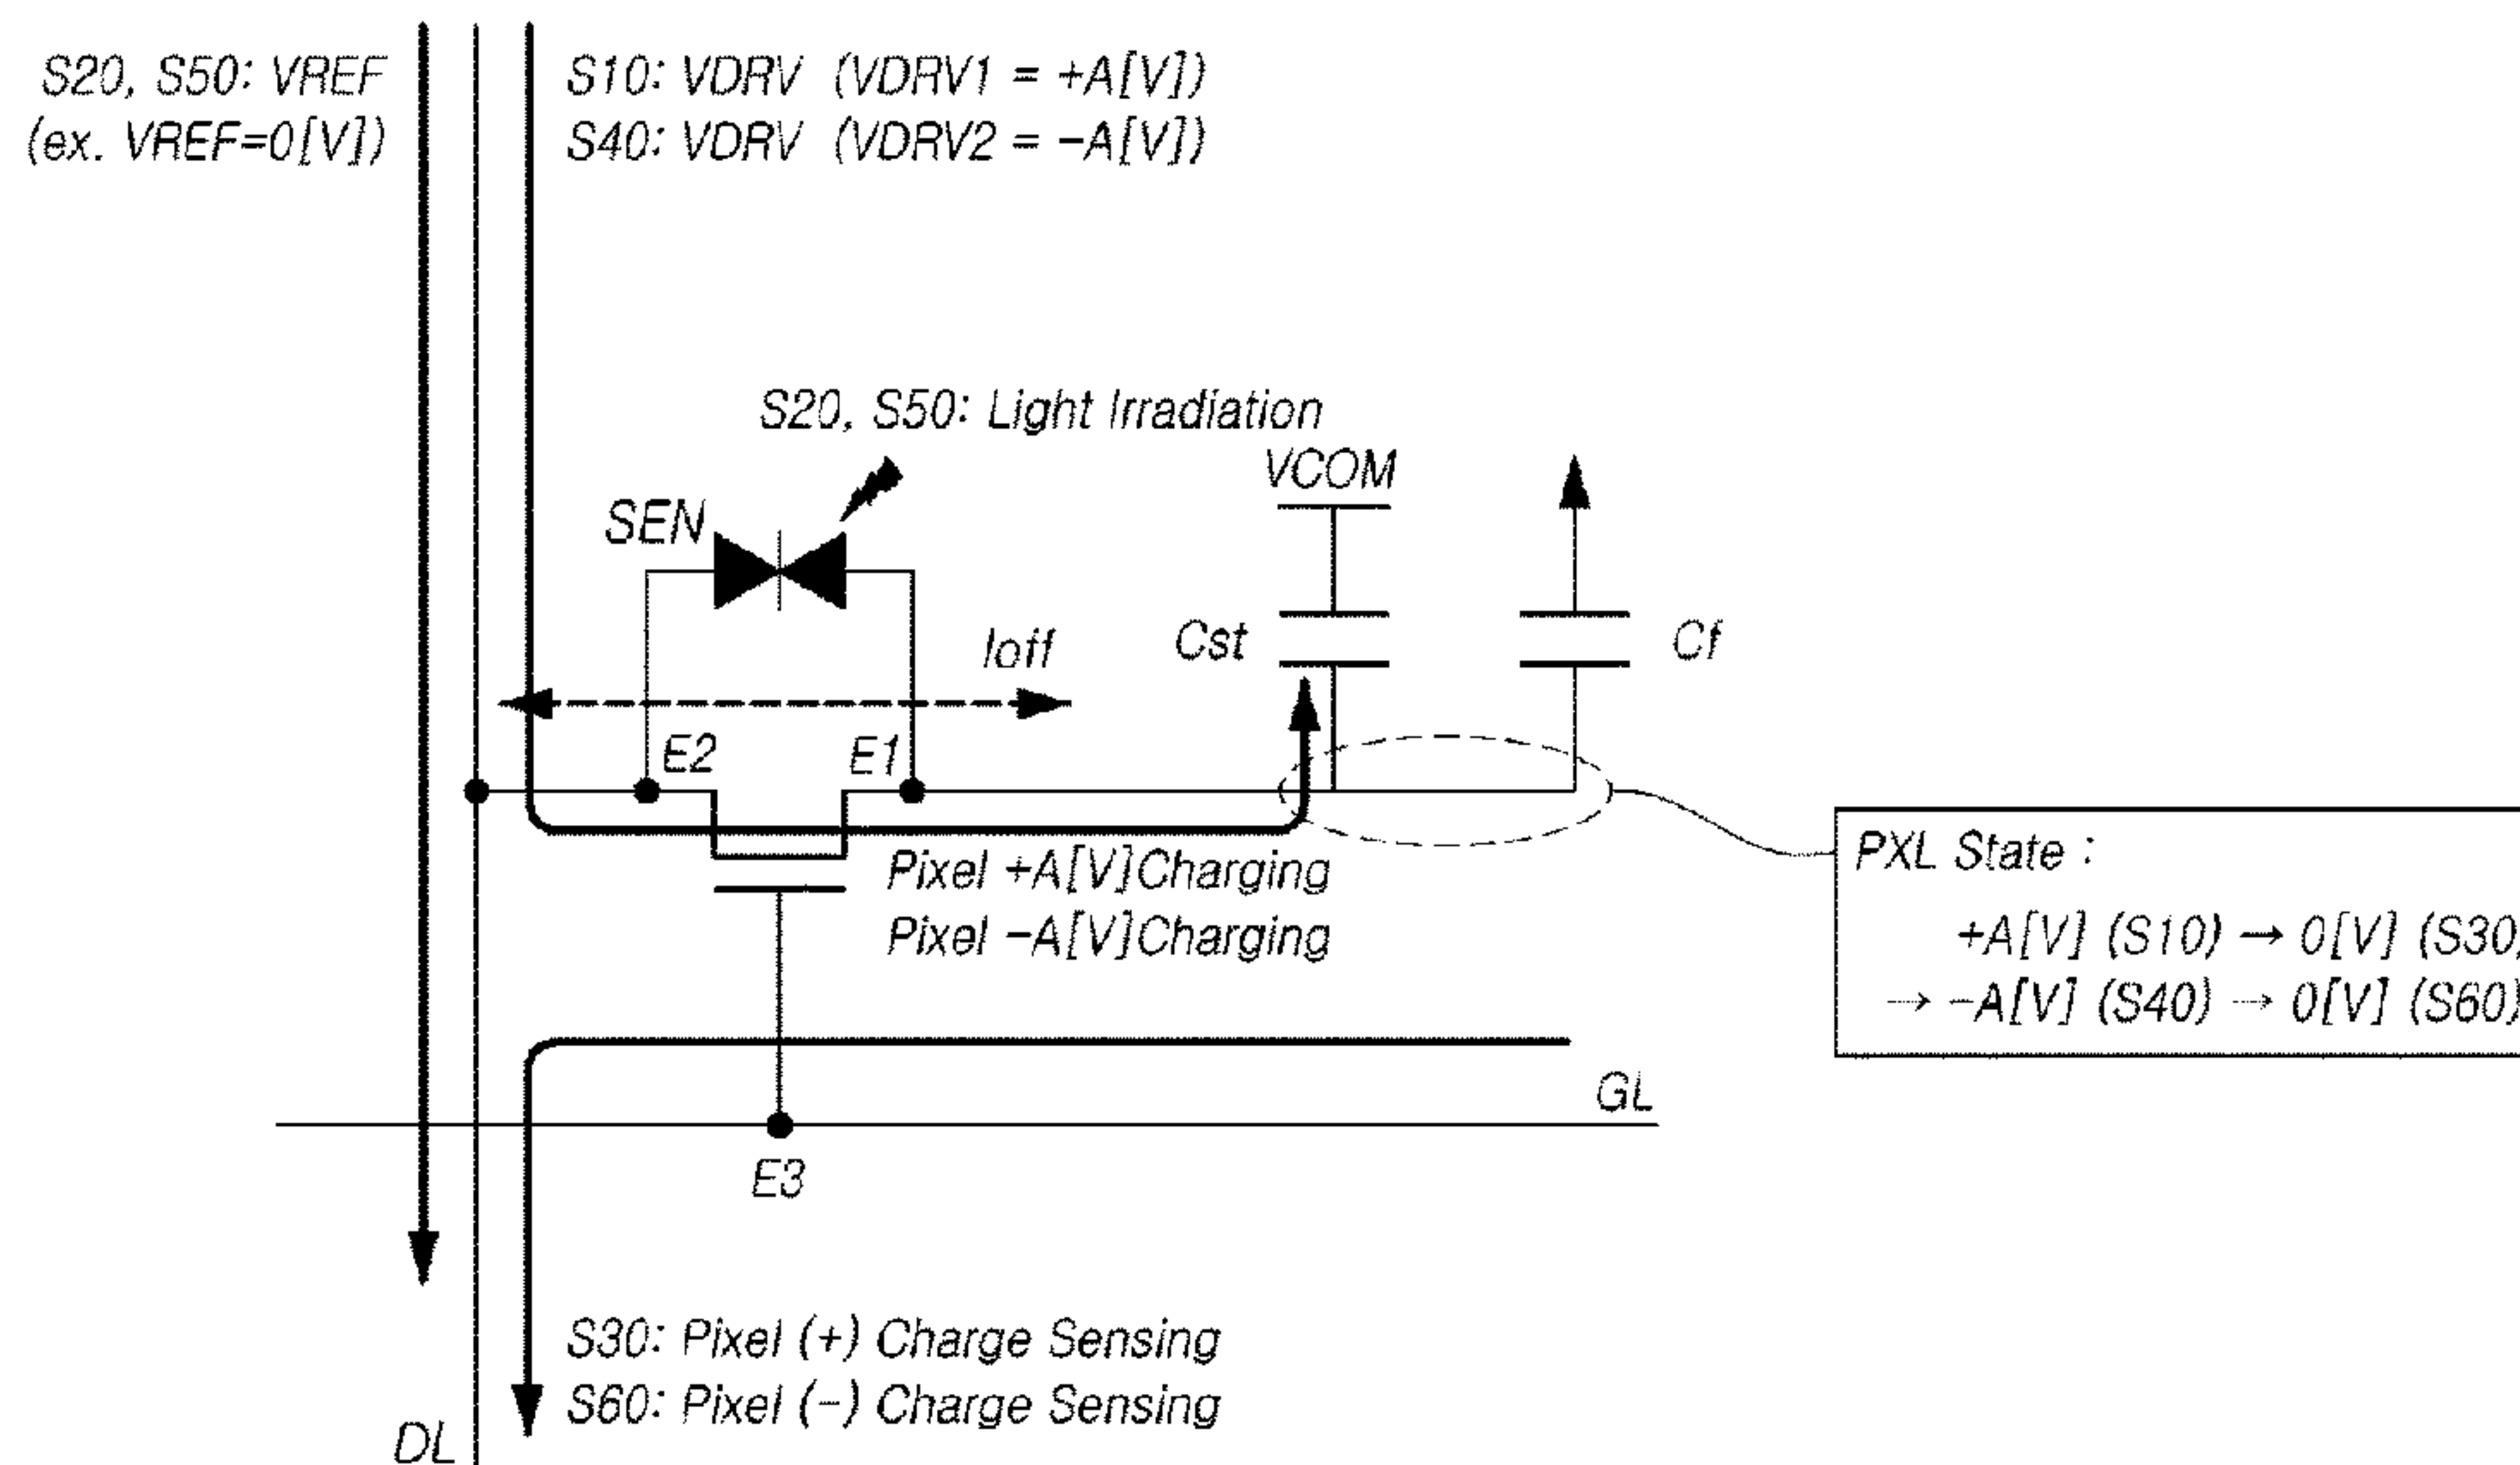 S20, S50: VREF
(ex. VREF=0[V])
S10: VDRV (VDRV1 = +A[V])
S40: VDRV (VDRV2 = −A[V])
S20, S50: Light Irradiation
VCOM
SEN
Ioff
Cst
Cf
E2
E1
Pixel +A[V]Charging
Pixel −A[V]Charging
PXL State :
+A[V] (S10) → 0[V] (S30)
→ −A[V] (S40) → 0[V] (S60)
GL
E3
S30: Pixel (+) Charge Sensing
S60: Pixel (−) Charge Sensing
DL